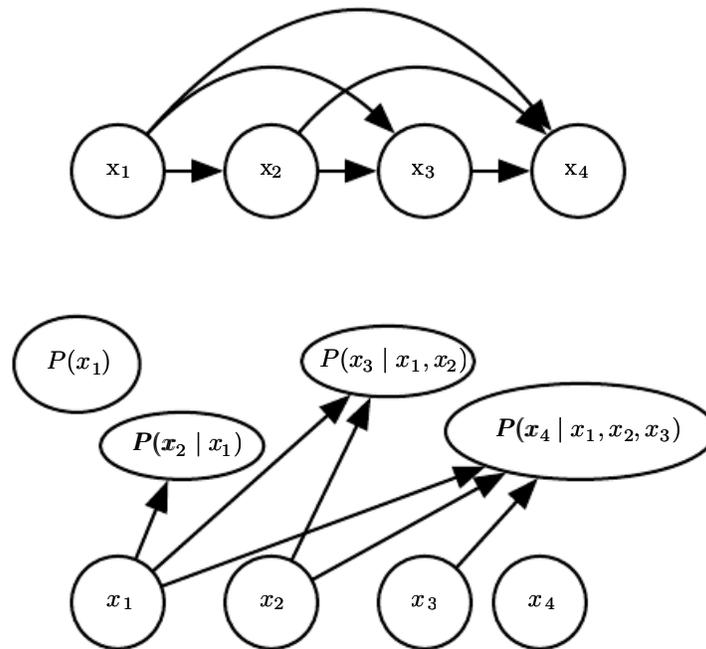 x₁ x₂ x₃ x₄
P(x₁)
P(x₃ | x₁, x₂)
P(x₂ | x₁)
P(x₄ | x₁, x₂, x₃)
x₁ x₂ x₃ x₄